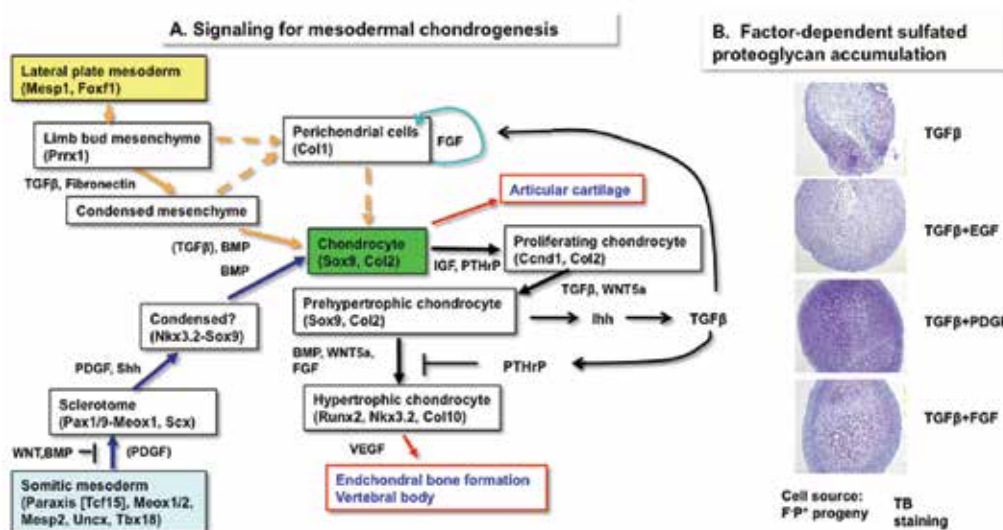 A. Signaling for mesodermal chondrogenesis
Lateral plate mesoderm
(Mesp1, Foxf1)
Limb bud mesenchyme
(Prrx1)
TGFβ, Fibronectin
Condensed mesenchyme
Perichondrial cells
(Col1)
FGF
Articular cartilage
(TGFβ), BMP
BMP
Chondrocyte
(Sox9, Col2)
IGF, PTHrP
Proliferating chondrocyte
(Ccnd1, Col2)
TGFβ, WNT5a
Prehypertrophic chondrocyte
(Sox9, Col2)
Ihh
TGFβ
Condensed?
(Nkx3.2-Sox9)
BMP, WNT5a,
FGF
PTHrP
PDGF, Shh
Sclerotome
(Pax1/9-Meox1, Scx)
Hypertrophic chondrocyte
(Runx2, Nkx3.2, Col10)
WNT,BMP
(PDGF)
VEGF
Somitic mesoderm
(Paraxis [Tcf15], Meox1/2,
Mesp2, Uncx, Tbx18)
Endchondral bone formation
Vertebral body
B. Factor-dependent sulfated
proteoglycan accumulation
TGFβ
TGFβ+EGF
TGFβ+PDGF
TGFβ+FGF
Cell source:
F-P+ progeny
TB
staining